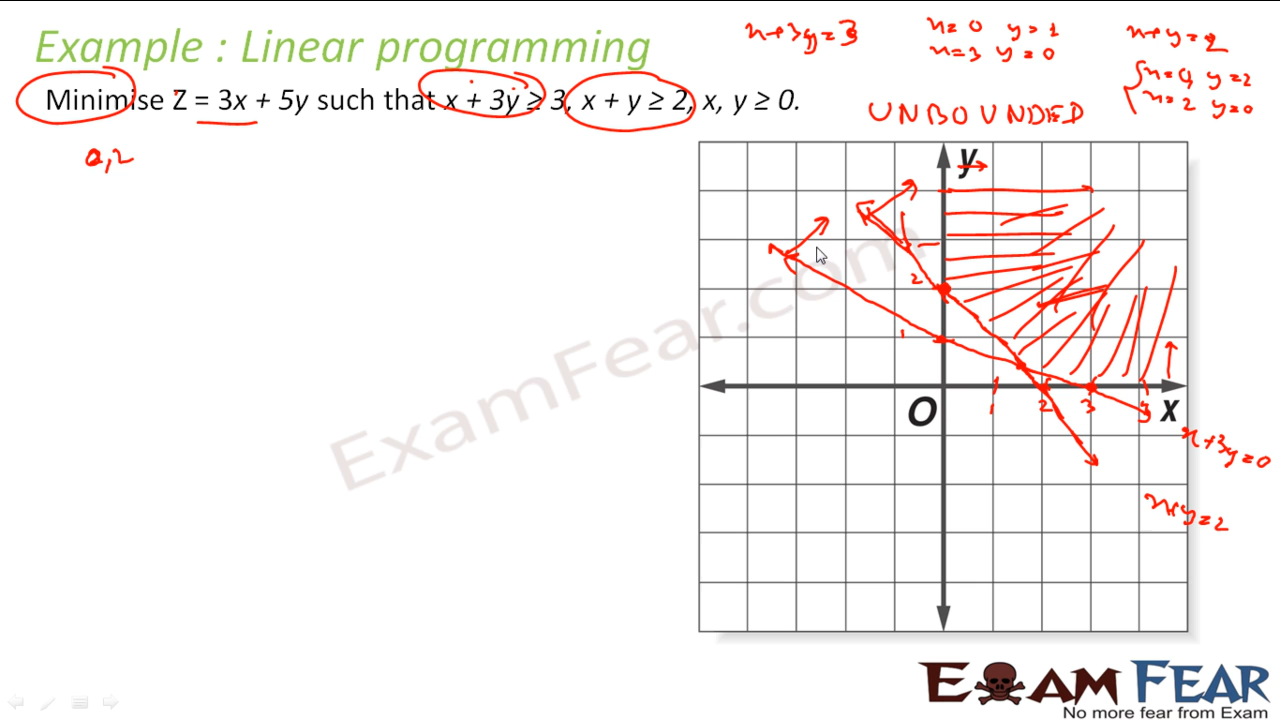 Example : Linear programming
Minimise Z = 3x + 5y such that x + 3y ≥ 3, x + y ≥ 2, x, y ≥ 0.
x+3y=3
x=0 y=1
x=3 y=0
x+y=2
x=0, y=2
x=2 y=0
UNBOUNDED
0,2
y
2
1
O
1 2 3 4
x
x+3y=0
x+y=2
ExamFear.com
EXAM FEAR
No more fear from Exam